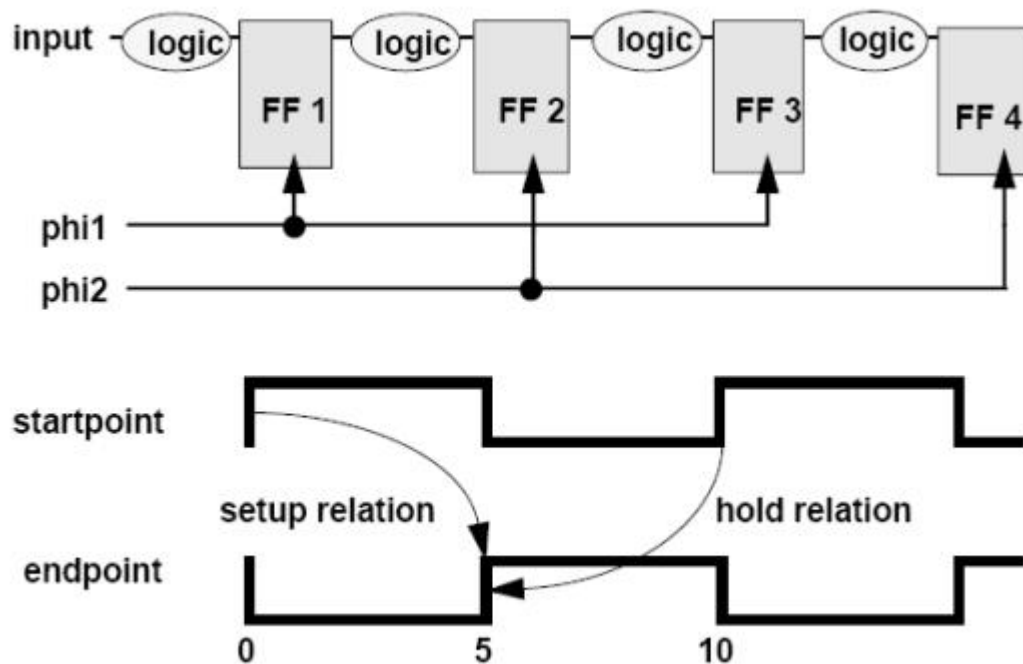 input logic logic logic logic
FF 1 FF 2 FF 3 FF 4
phi1
phi2
startpoint
setup relation hold relation
endpoint
0 5 10